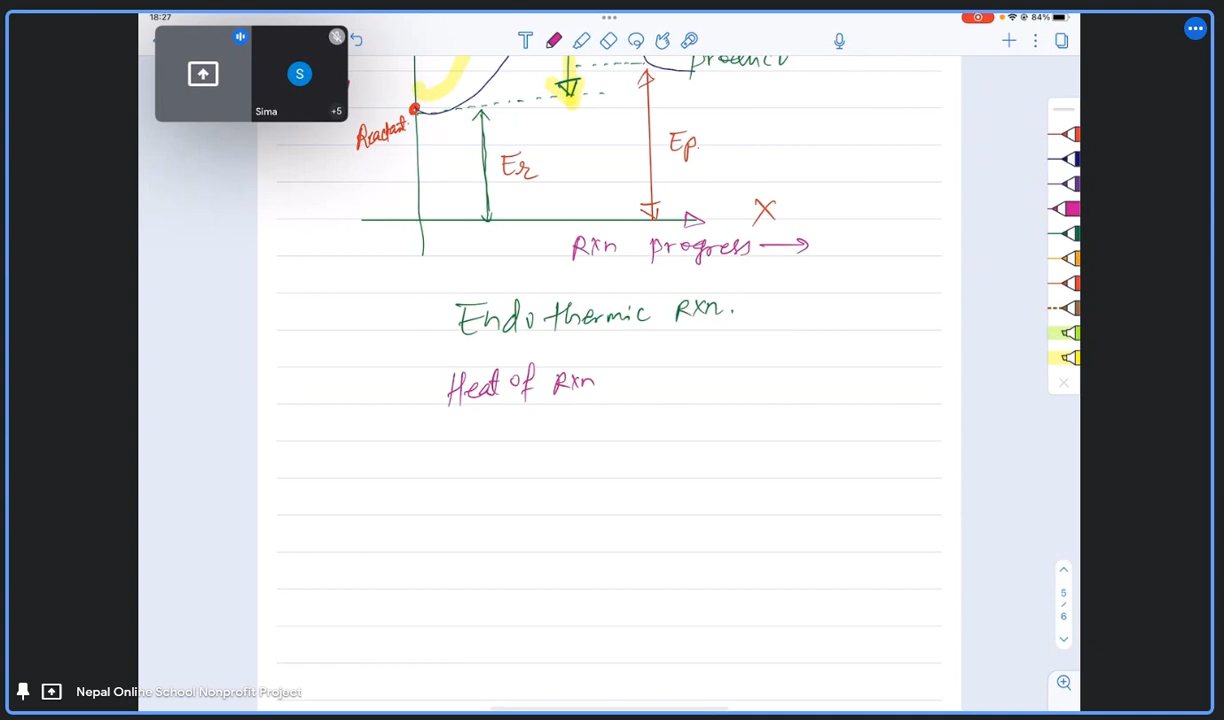 18:27
84%
T
product
S
Sima
+5
Reactant
Er
Ep.
X
Rxn progress
Endothermic Rxn.
Heat of Rxn
5
/
6
Nepal Online School Nonprofit Project